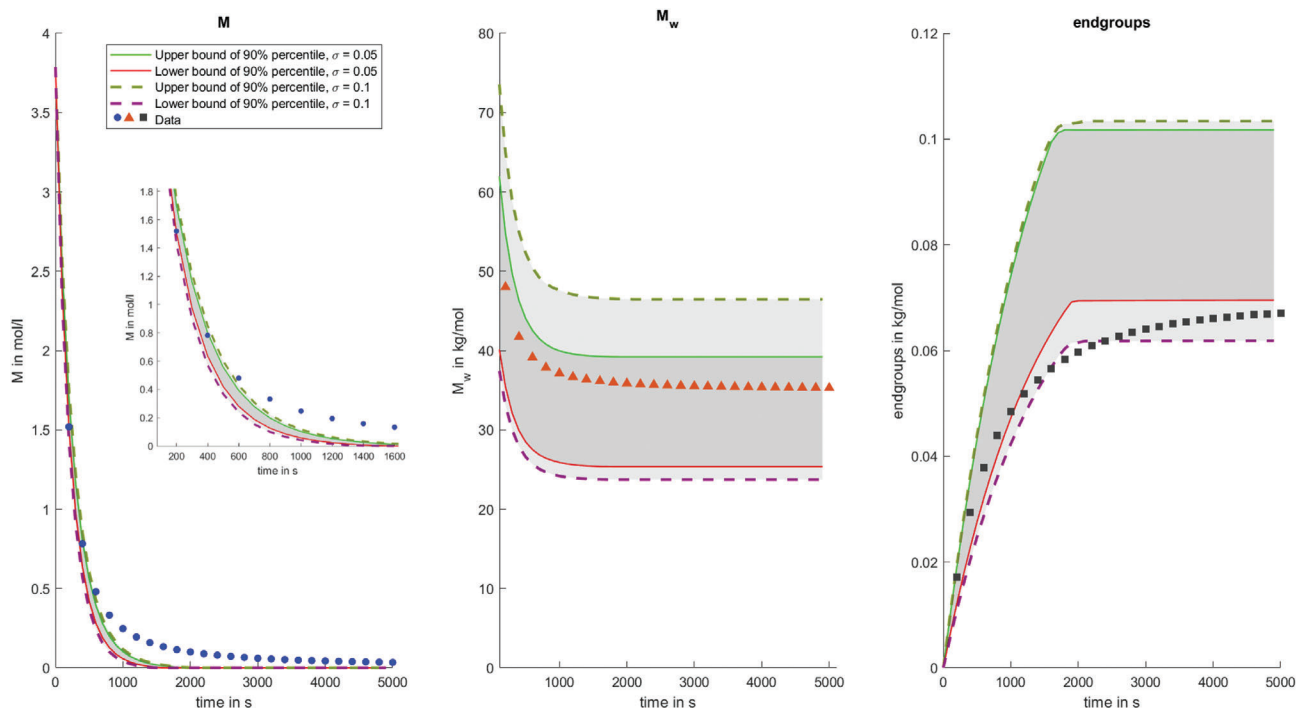 M
4
3.5
3
2.5
2
1.5
1
0.5
0
M in mol/l
0 1000 2000 3000 4000 5000
time in s
Upper bound of 90% percentile, σ = 0.05
Lower bound of 90% percentile, σ = 0.05
Upper bound of 90% percentile, σ = 0.1
Lower bound of 90% percentile, σ = 0.1
Data
1.8
1.6
1.4
1.2
1
0.8
0.6
0.4
0.2
0
M in mol/l
200 400 600 800 1000 1200 1400 1600
time in s
M_w
80
70
60
50
40
30
20
10
0
M_w in kg/mol
1000 2000 3000 4000 5000
time in s
endgroups
0.12
0.1
0.08
0.06
0.04
0.02
0
endgroups in kg/mol
0 1000 2000 3000 4000 5000
time in s